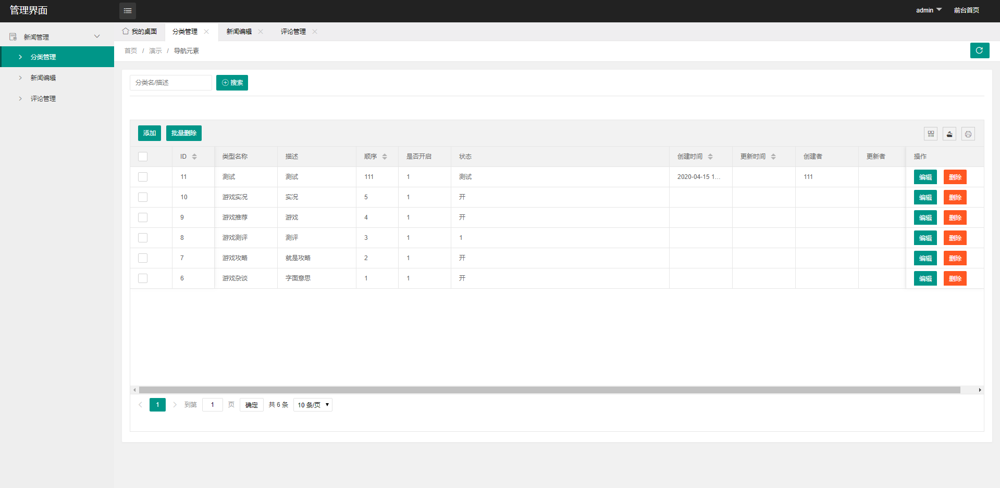 管理界面
admin 前台首页
新闻管理
分类管理
新闻编辑
评论管理
我的桌面 分类管理 新闻编辑 评论管理
首页 / 演示 / 导航元素
分类名/描述 搜索
添加 批量删除
ID 类型名称 描述 顺序 是否开启 状态 创建时间 更新时间 创建者 更新者 操作
11 测试 测试 111 1 测试 2020-04-15 1... 111 编辑 删除
10 游戏实况 实况 5 1 开 编辑 删除
9 游戏推荐 游戏 4 1 开 编辑 删除
8 游戏测评 测评 3 1 1 编辑 删除
7 游戏攻略 就是攻略 2 1 开 编辑 删除
6 游戏杂谈 字面意思 1 1 开 编辑 删除
1 到第 1 页 确定 共 6 条 10 条/页